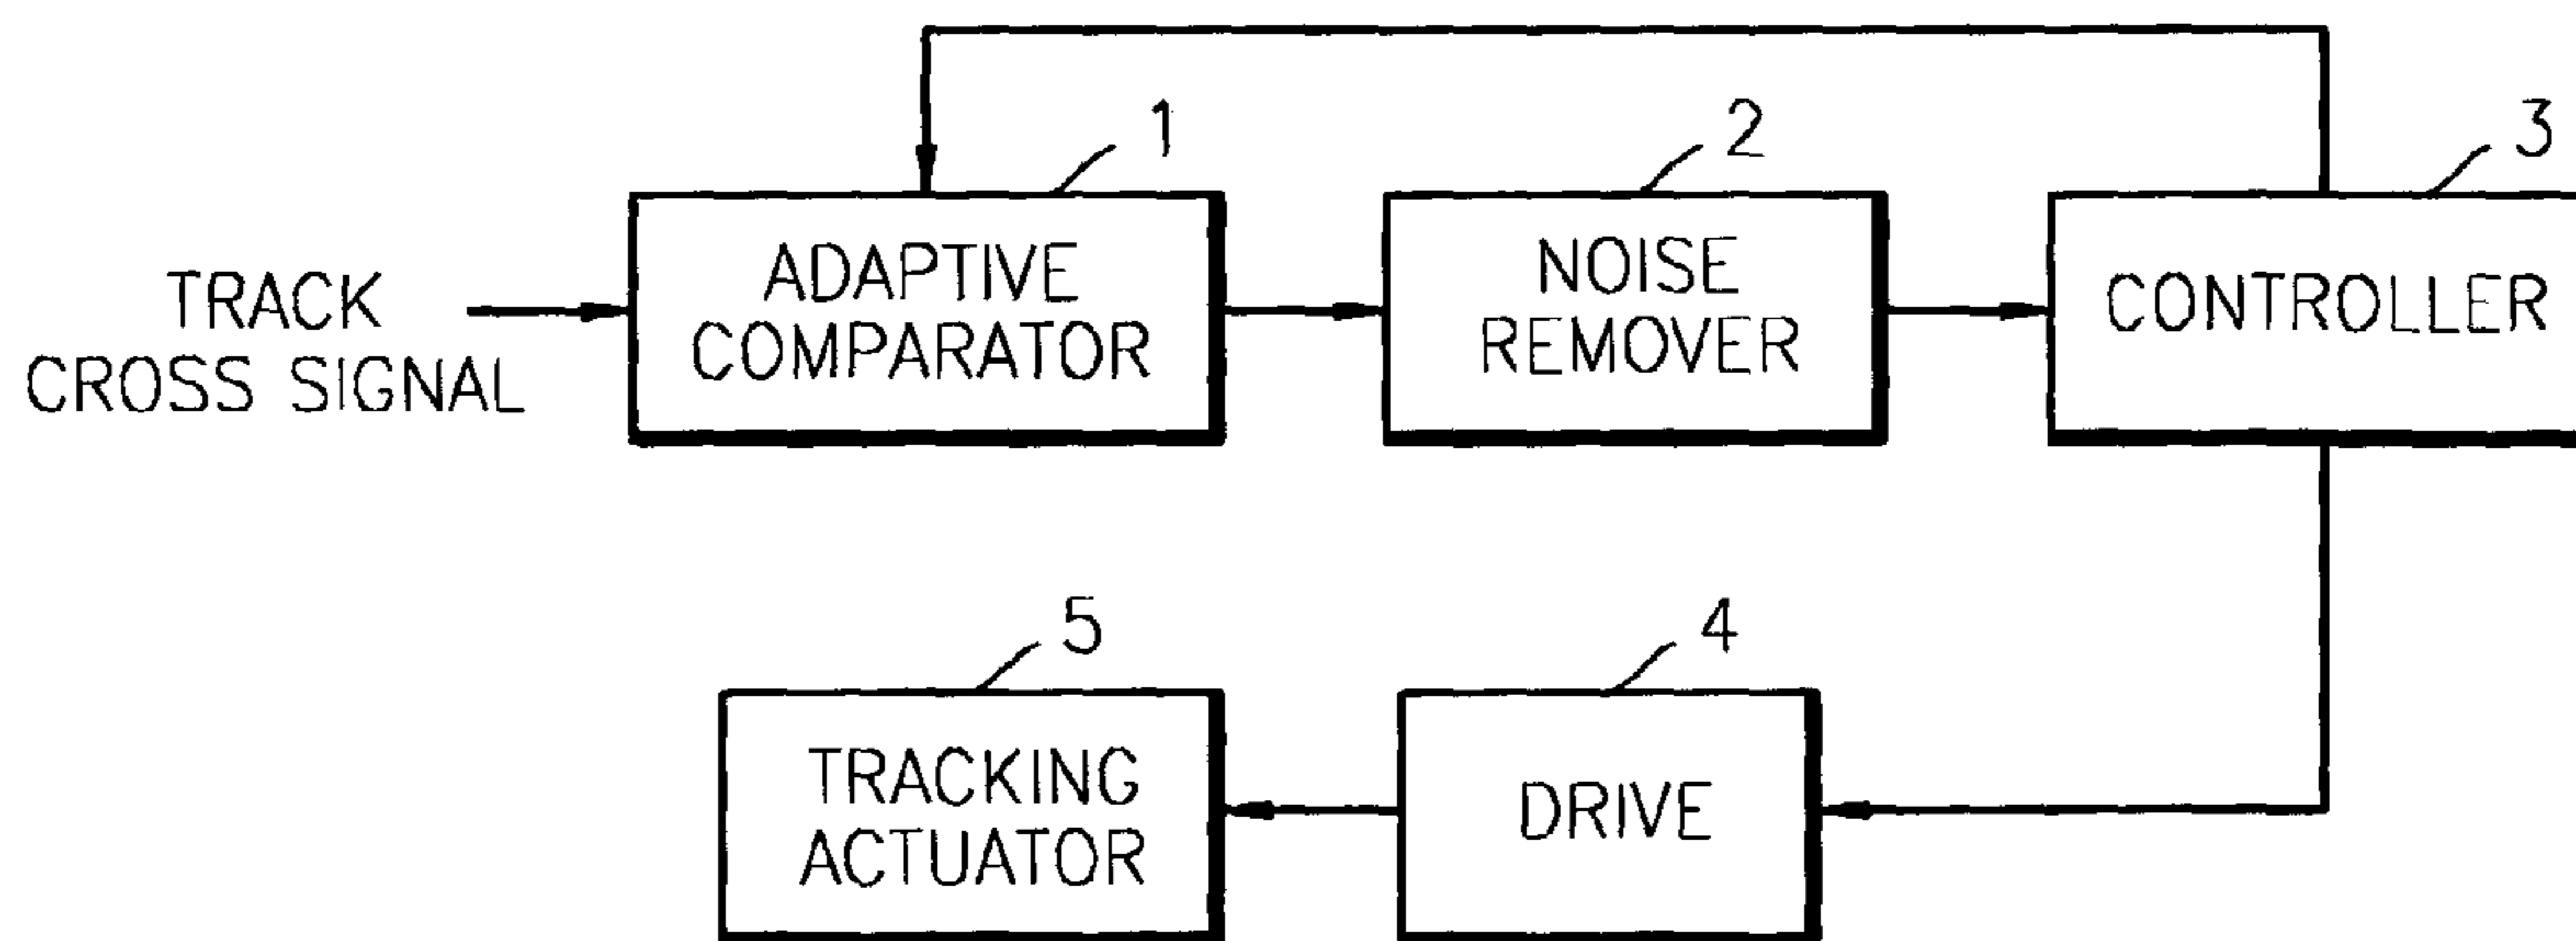 1
2
3
TRACK
CROSS SIGNAL
ADAPTIVE
COMPARATOR
NOISE
REMOVER
CONTROLLER
5
4
TRACKING
ACTUATOR
DRIVE